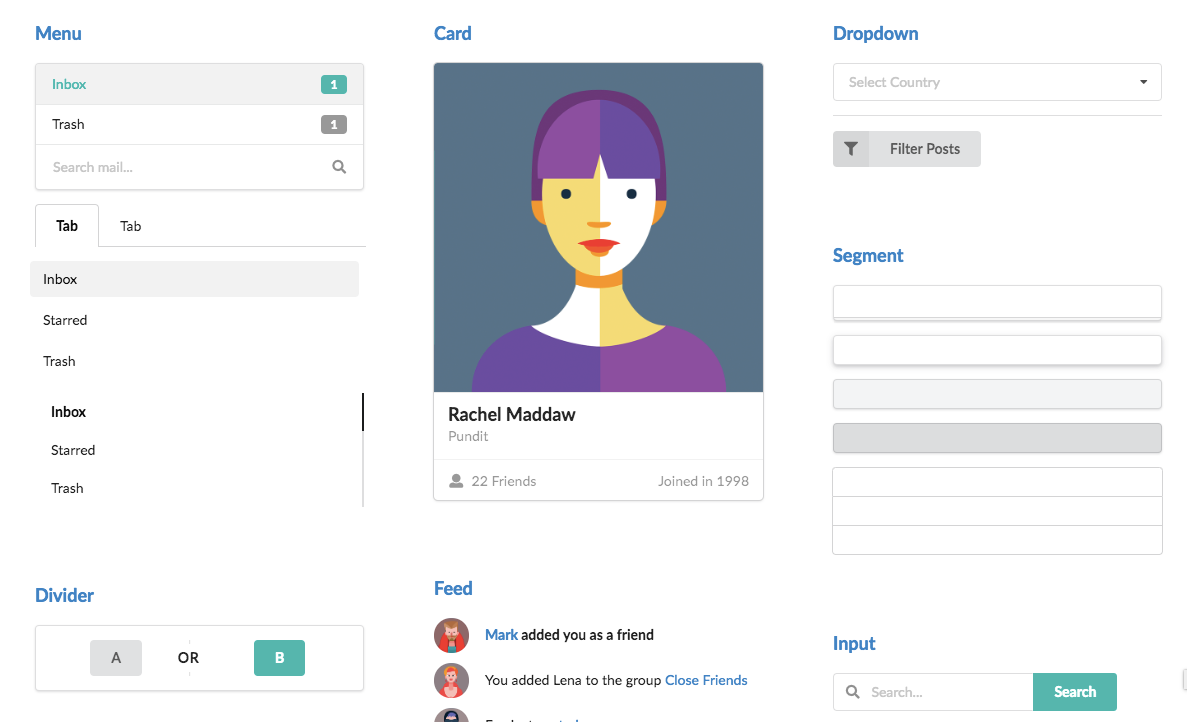 Menu
Inbox 1
Trash 1
Search mail...
Tab Tab
Inbox
Starred
Trash
Inbox
Starred
Trash
Divider
A OR B
Card
Rachel Maddaw
Pundit
22 Friends Joined in 1998
Feed
Mark added you as a friend
You added Lena to the group Close Friends
Dropdown
Select Country
Filter Posts
Segment
Input
Search... Search